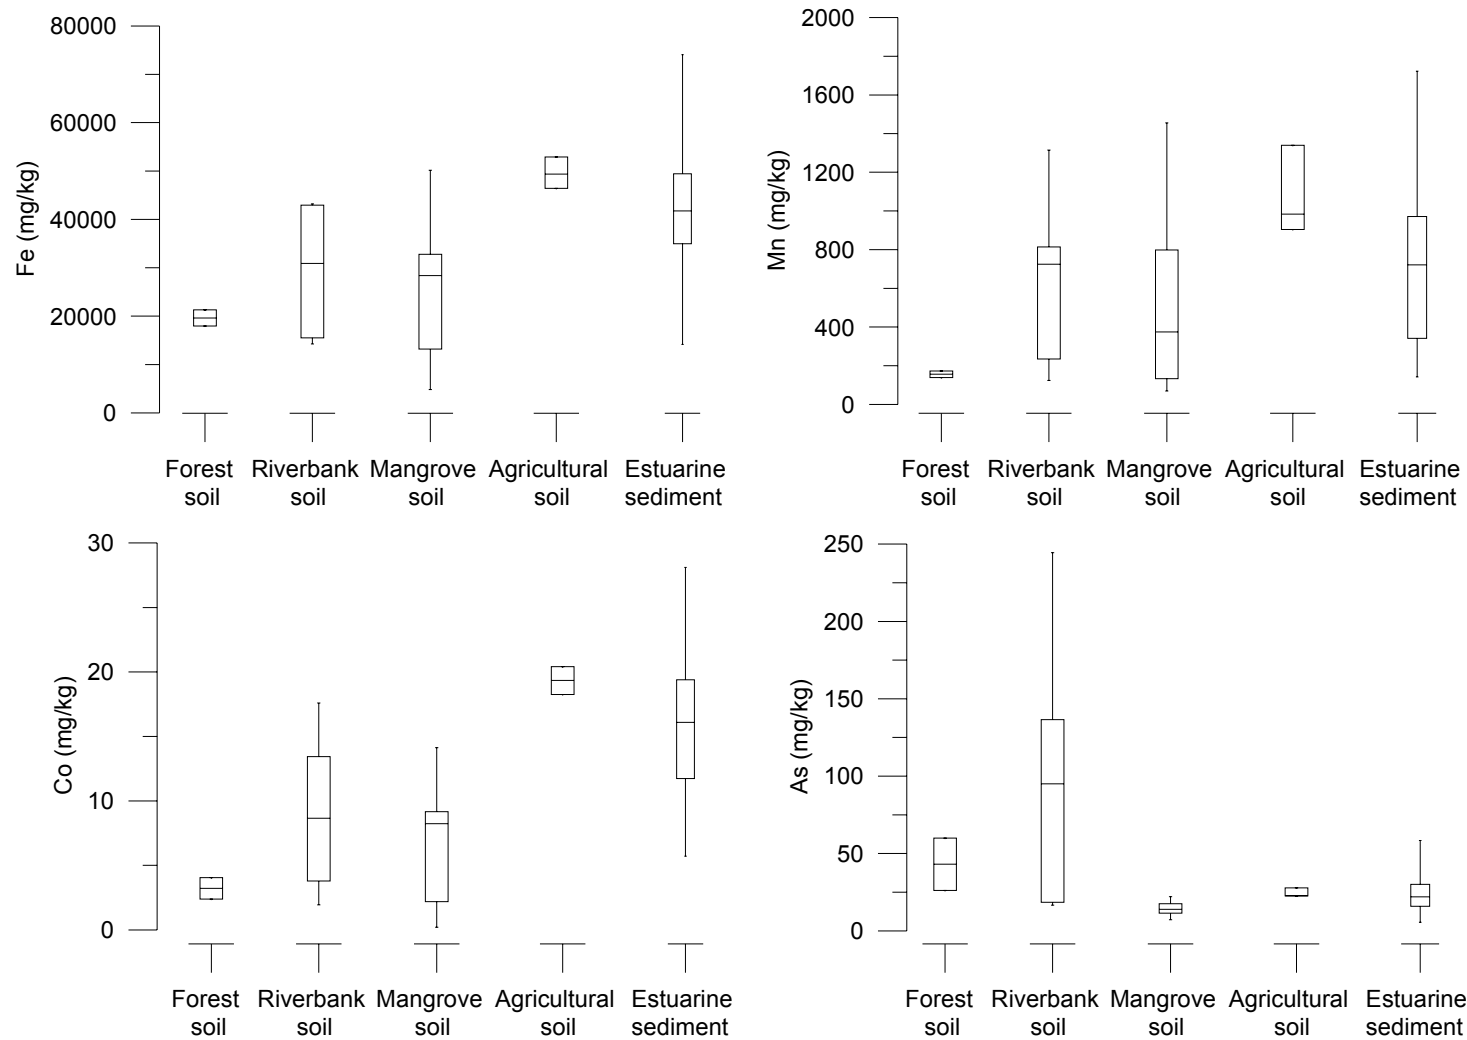 80000
60000
40000
20000
0
Fe (mg/kg)
Forest Riverbank Mangrove Agricultural Estuarine
soil soil soil soil sediment
2000
1600
1200
800
400
0
Mn (mg/kg)
Forest Riverbank Mangrove Agricultural Estuarine
soil soil soil soil sediment
30
20
10
0
Co (mg/kg)
Forest Riverbank Mangrove Agricultural Estuarine
soil soil soil soil sediment
250
200
150
100
50
0
As (mg/kg)
Forest Riverbank Mangrove Agricultural Estuarine
soil soil soil soil sediment